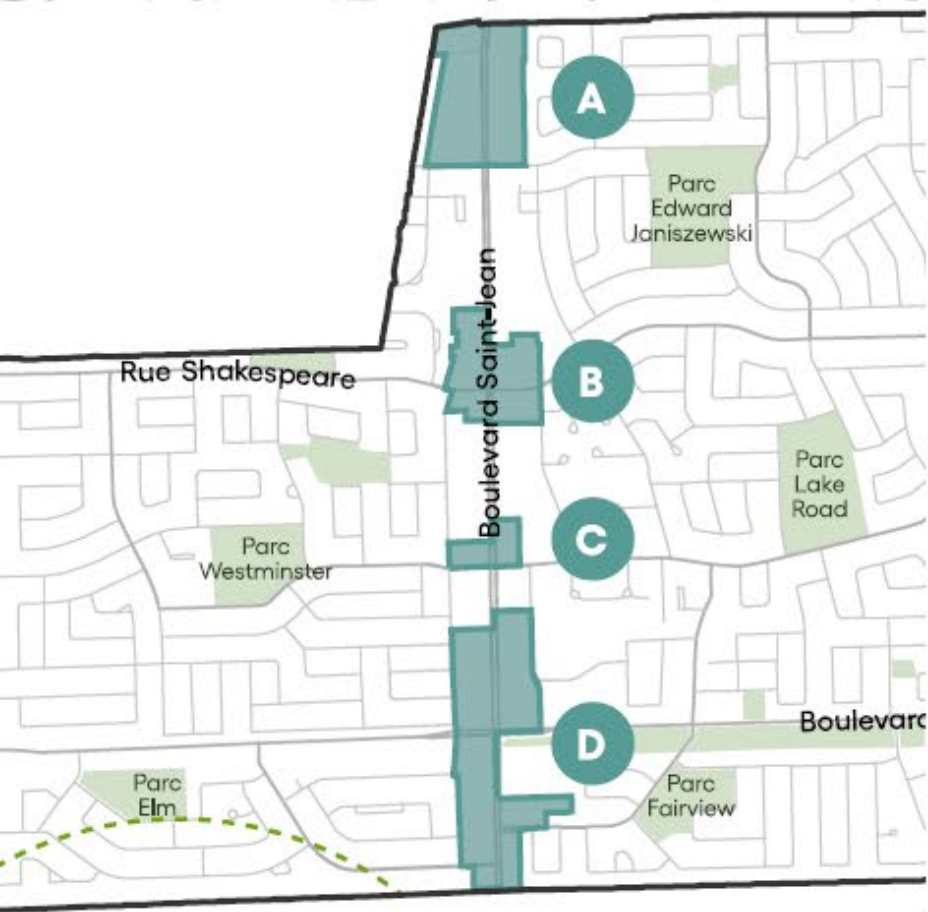 A
Parc
Edward
Janiszewski
Boulevard Saint-Jean
Rue Shakespeare
B
Parc
Lake
Road
C
Parc
Westminster
Boulevard
D
Parc
Elm
Parc
Fairview